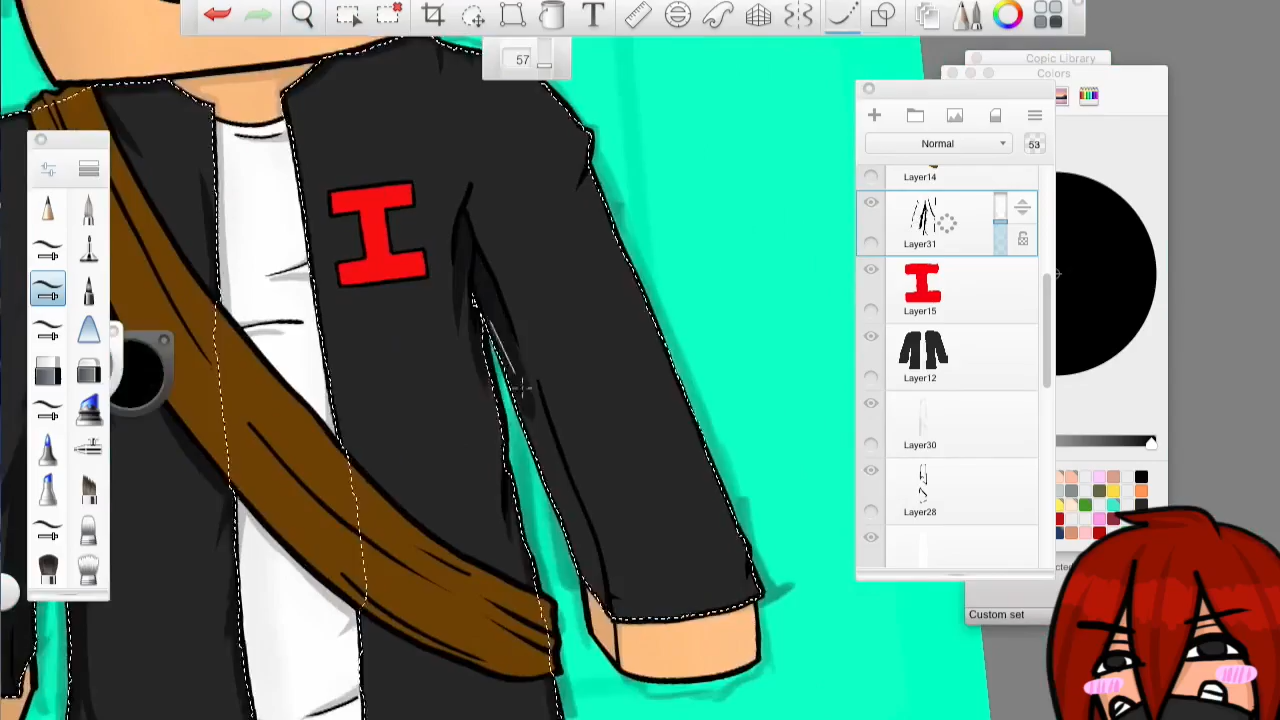 T
57
Copic Library
Colors
Normal
53
Layer14
Layer31
Layer15
Layer12
Layer30
Layer28
Custom set
I